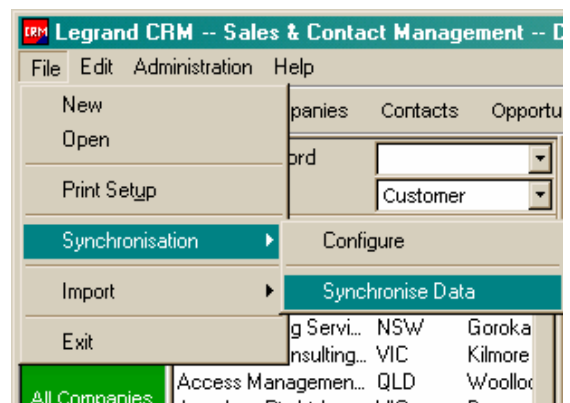 CRM Legrand CRM -- Sales & Contact Management -- D
File Edit Administration Help
New
panies Contacts Opportu
Open
ord
Print Setup
Customer
Synchronisation
Configure
Import
Synchronise Data
g Servi... NSW Goroka
Exit
nsulting... VIC Kilmore
All Companies
Access Managemen... QLD Woolloo